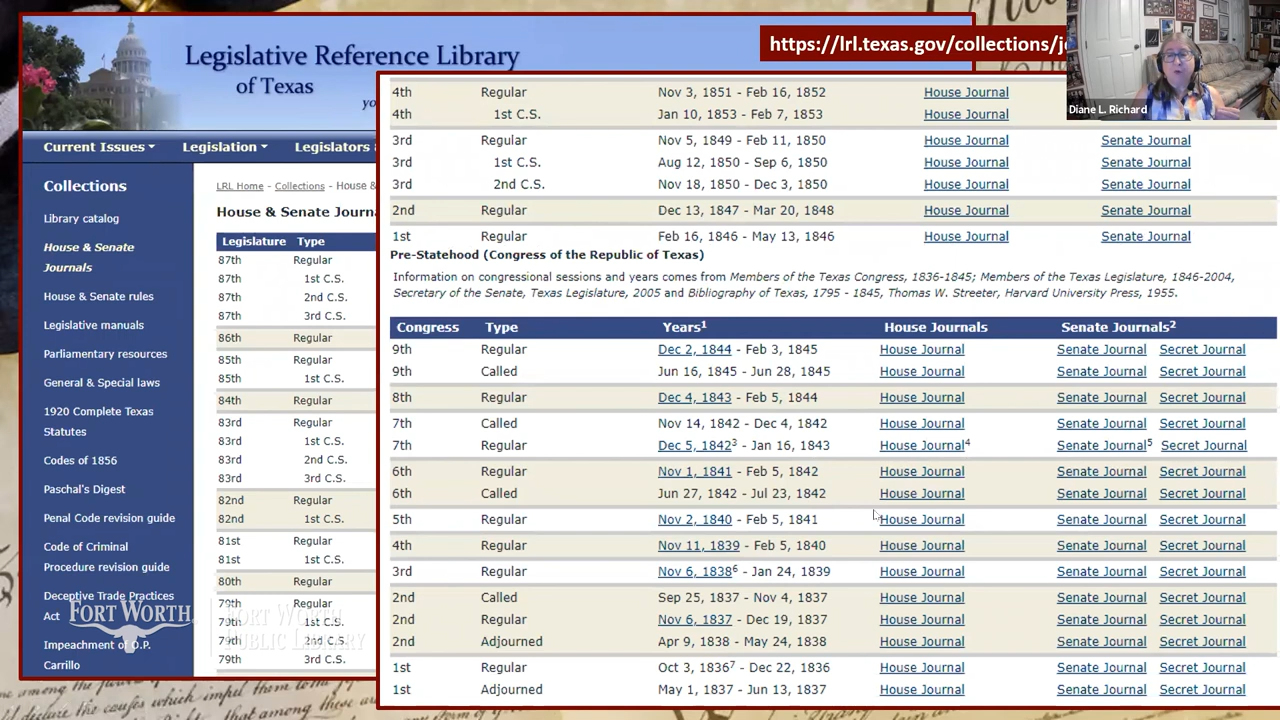 Legislative Reference Library
of Texas
https://lrl.texas.gov/collections/j
Diane L. Richard
Current Issues
Legislation
Legislators &
Collections
Library catalog
House & Senate
Journals
House & Senate rules
Legislative manuals
Parliamentary resources
General & Special laws
1920 Complete Texas
Statutes
Codes of 1856
Paschal's Digest
Penal Code revision guide
Code of Criminal
Procedure revision guide
Deceptive Trade Practices
Act
Impeachment of O.P.
Carrillo
LRL Home - Collections - House &
House & Senate Journa
Legislature Type
87th Regular
87th 1st C.S.
87th 2nd C.S.
87th 3rd C.S.
86th Regular
85th Regular
85th 1st C.S.
84th Regular
83rd Regular
83rd 1st C.S.
83rd 2nd C.S.
83rd 3rd C.S.
82nd Regular
82nd 1st C.S.
81st Regular
81st 1st C.S.
80th Regular
79th Regular
79th 1st C.S.
79th 2nd C.S.
79th 3rd C.S.
4th Regular Nov 3, 1851 - Feb 16, 1852 House Journal
4th 1st C.S. Jan 10, 1853 - Feb 7, 1853 House Journal
3rd Regular Nov 5, 1849 - Feb 11, 1850 House Journal Senate Journal
3rd 1st C.S. Aug 12, 1850 - Sep 6, 1850 House Journal Senate Journal
3rd 2nd C.S. Nov 18, 1850 - Dec 3, 1850 House Journal Senate Journal
2nd Regular Dec 13, 1847 - Mar 20, 1848 House Journal Senate Journal
1st Regular Feb 16, 1846 - May 13, 1846 House Journal Senate Journal
Pre-Statehood (Congress of the Republic of Texas)
Information on congressional sessions and years comes from Members of the Texas Congress, 1836-1845; Members of the Texas Legislature, 1846-2004,
Secretary of the Senate, Texas Legislature, 2005 and Bibliography of Texas, 1795 - 1845, Thomas W. Streeter, Harvard University Press, 1955.
Congress Type Years¹ House Journals Senate Journals²
9th Regular Dec 2, 1844 - Feb 3, 1845 House Journal Senate Journal Secret Journal
9th Called Jun 16, 1845 - Jun 28, 1845 House Journal Senate Journal Secret Journal
8th Regular Dec 4, 1843 - Feb 5, 1844 House Journal Senate Journal Secret Journal
7th Called Nov 14, 1842 - Dec 4, 1842 House Journal Senate Journal Secret Journal
7th Regular Dec 5, 1842³ - Jan 16, 1843 House Journal⁴ Senate Journal⁵ Secret Journal
6th Regular Nov 1, 1841 - Feb 5, 1842 House Journal Senate Journal Secret Journal
6th Called Jun 27, 1842 - Jul 23, 1842 House Journal Senate Journal Secret Journal
5th Regular Nov 2, 1840 - Feb 5, 1841 House Journal Senate Journal Secret Journal
4th Regular Nov 11, 1839 - Feb 5, 1840 House Journal Senate Journal Secret Journal
3rd Regular Nov 6, 1838⁶ - Jan 24, 1839 House Journal Senate Journal Secret Journal
2nd Called Sep 25, 1837 - Nov 4, 1837 House Journal Senate Journal Secret Journal
2nd Regular Nov 6, 1837 - Dec 19, 1837 House Journal Senate Journal Secret Journal
2nd Adjourned Apr 9, 1838 - May 24, 1838 House Journal Senate Journal Secret Journal
1st Regular Oct 3, 1836⁷ - Dec 22, 1836 House Journal Senate Journal Secret Journal
1st Adjourned May 1, 1837 - Jun 13, 1837 House Journal Senate Journal Secret Journal
FORT WORTH
FORT WORTH
PUBLIC LIBRARY